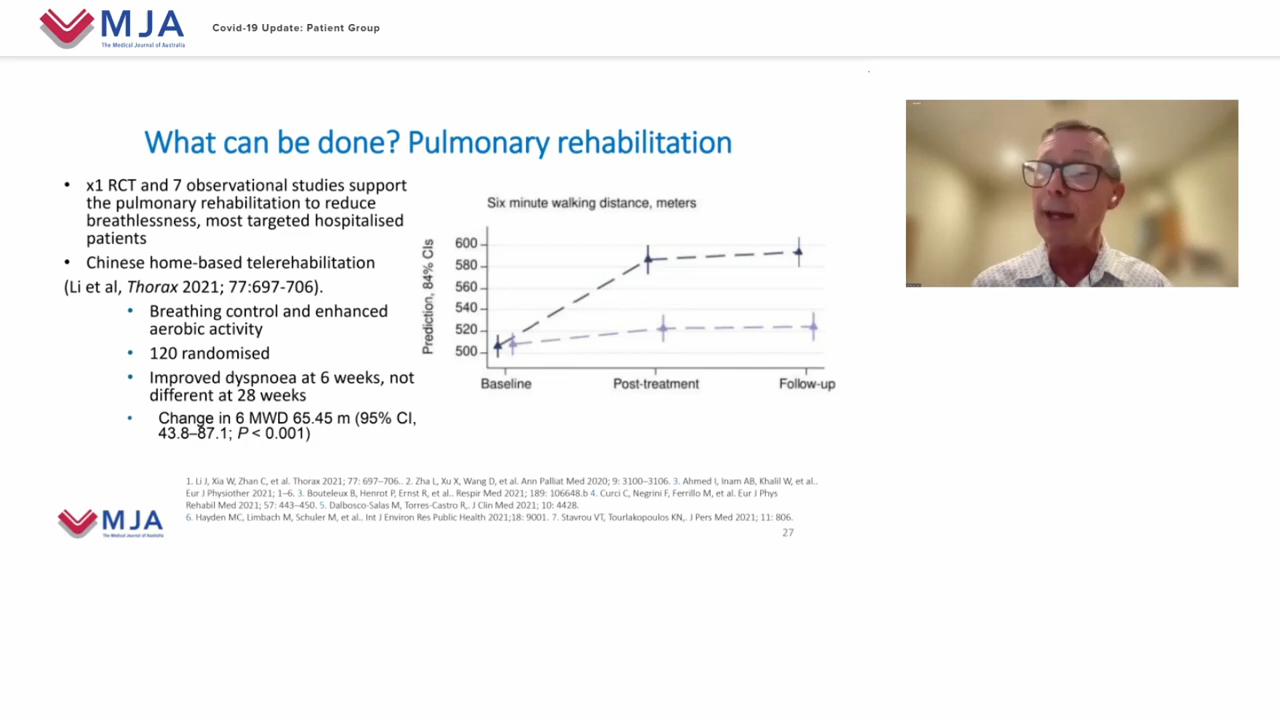 MJA
The Medical Journal of Australia
Covid-19 Update: Patient Group
What can be done? Pulmonary rehabilitation
• x1 RCT and 7 observational studies support
the pulmonary rehabilitation to reduce
breathlessness, most targeted hospitalised
patients
• Chinese home-based telerehabilitation
(Li et al, Thorax 2021; 77:697-706).
• Breathing control and enhanced
aerobic activity
• 120 randomised
• Improved dyspnoea at 6 weeks, not
different at 28 weeks
• Change in 6 MWD 65.45 m (95% CI,
43.8–87.1; P < 0.001)
Six minute walking distance, meters
Prediction, 84% CIs
600
580
560
540
520
500
Baseline Post-treatment Follow-up
1. Li J, Xia W, Zhan C, et al. Thorax 2021; 77: 697–706.. 2. Zha L, Xu X, Wang D, et al. Ann Palliat Med 2020; 9: 3100–3106. 3. Ahmed I, Inam AB, Khalil W, et al..
Eur J Physiother 2021; 1–6. 3. Bouteleux B, Henrot P, Ernst R, et al.. Respir Med 2021; 189: 106648.b 4. Curci C, Negrini F, Ferrillo M, et al. Eur J Phys
Rehabil Med 2021; 57: 443–450. 5. Dalbosco-Salas M, Torres-Castro R,. J Clin Med 2021; 10: 4428.
6. Hayden MC, Limbach M, Schuler M, et al.. Int J Environ Res Public Health 2021;18: 9001. 7. Stavrou VT, Tourlakopoulos KN,. J Pers Med 2021; 11: 806.
MJA
The Medical Journal of Australia
27